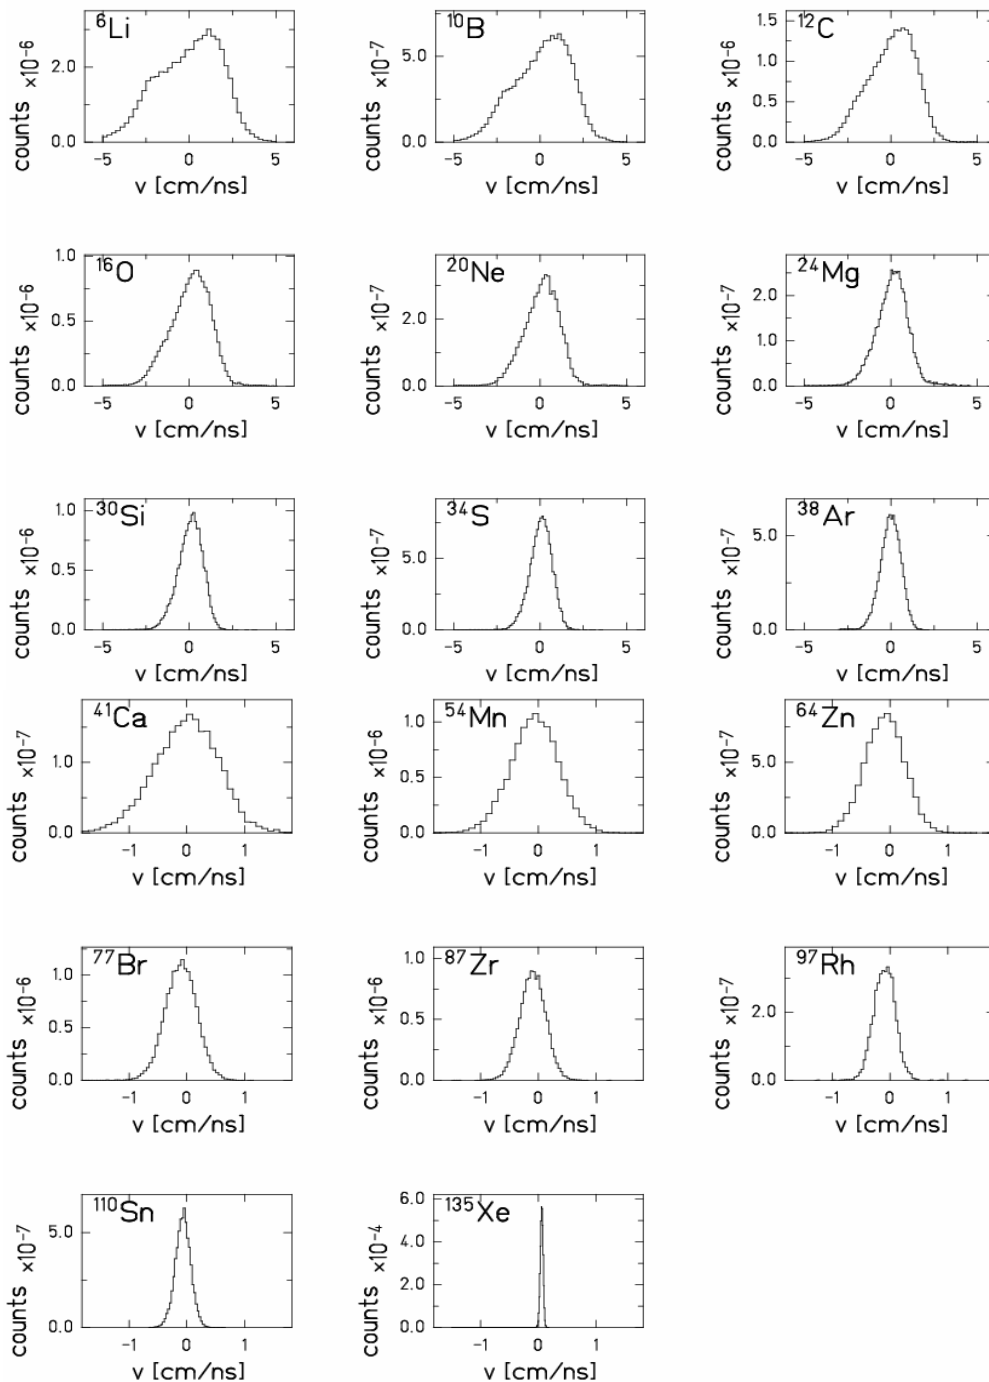 ⁶Li
2.0
0.0
counts ×10⁻⁶
-5 0 5
v [cm/ns]
¹⁰B
5.0
0.0
counts ×10⁻⁷
-5 0 5
v [cm/ns]
¹²C
1.5
1.0
0.5
0.0
counts ×10⁻⁶
-5 0 5
v [cm/ns]
¹⁶O
1.0
0.5
0.0
counts ×10⁻⁶
-5 0 5
v [cm/ns]
²⁰Ne
2.0
0.0
counts ×10⁻⁷
-5 0 5
v [cm/ns]
²⁴Mg
2.0
0.0
counts ×10⁻⁷
-5 0 5
v [cm/ns]
³⁰Si
1.0
0.5
0.0
counts ×10⁻⁶
-5 0 5
v [cm/ns]
³⁴S
5.0
0.0
counts ×10⁻⁷
-5 0 5
v [cm/ns]
³⁸Ar
5.0
0.0
counts ×10⁻⁷
-5 0 5
v [cm/ns]
⁴¹Ca
1.0
0.0
counts ×10⁻⁷
-1 0 1
v [cm/ns]
⁵⁴Mn
1.0
0.5
0.0
counts ×10⁻⁶
-1 0 1
v [cm/ns]
⁶⁴Zn
5.0
0.0
counts ×10⁻⁷
-1 0 1
v [cm/ns]
⁷⁷Br
1.0
0.5
0.0
counts ×10⁻⁶
-1 0 1
v [cm/ns]
⁸⁷Zr
1.0
0.5
0.0
counts ×10⁻⁶
-1 0 1
v [cm/ns]
⁹⁷Rh
2.0
0.0
counts ×10⁻⁷
-1 0 1
v [cm/ns]
¹¹⁰Sn
5.0
0.0
counts ×10⁻⁷
-1 0 1
v [cm/ns]
¹³⁵Xe
6.0
4.0
2.0
0.0
counts ×10⁻⁴
-1 0 1
v [cm/ns]